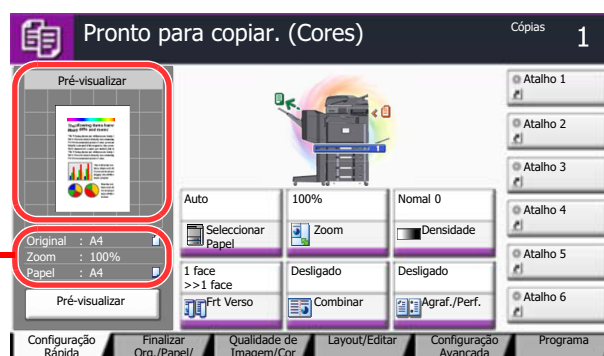 Pronto para copiar. (Cores)
Cópias
1
Pré-visualizar
Original : A4
Zoom : 100%
Papel : A4
Pré-visualizar
Auto
Seleccionar
Papel
100%
Zoom
Nomal 0
Densidade
1 face
>>1 face
Frt Verso
Desligado
Combinar
Desligado
Agraf./Perf.
1
Atalho 1
Atalho 2
Atalho 3
Atalho 4
Atalho 5
Atalho 6
Configuração
Rápida
Finalizar
Org./Papel/
Qualidade de
Imagem/Cor
Layout/Editar
Configuração
Avançada
Programa